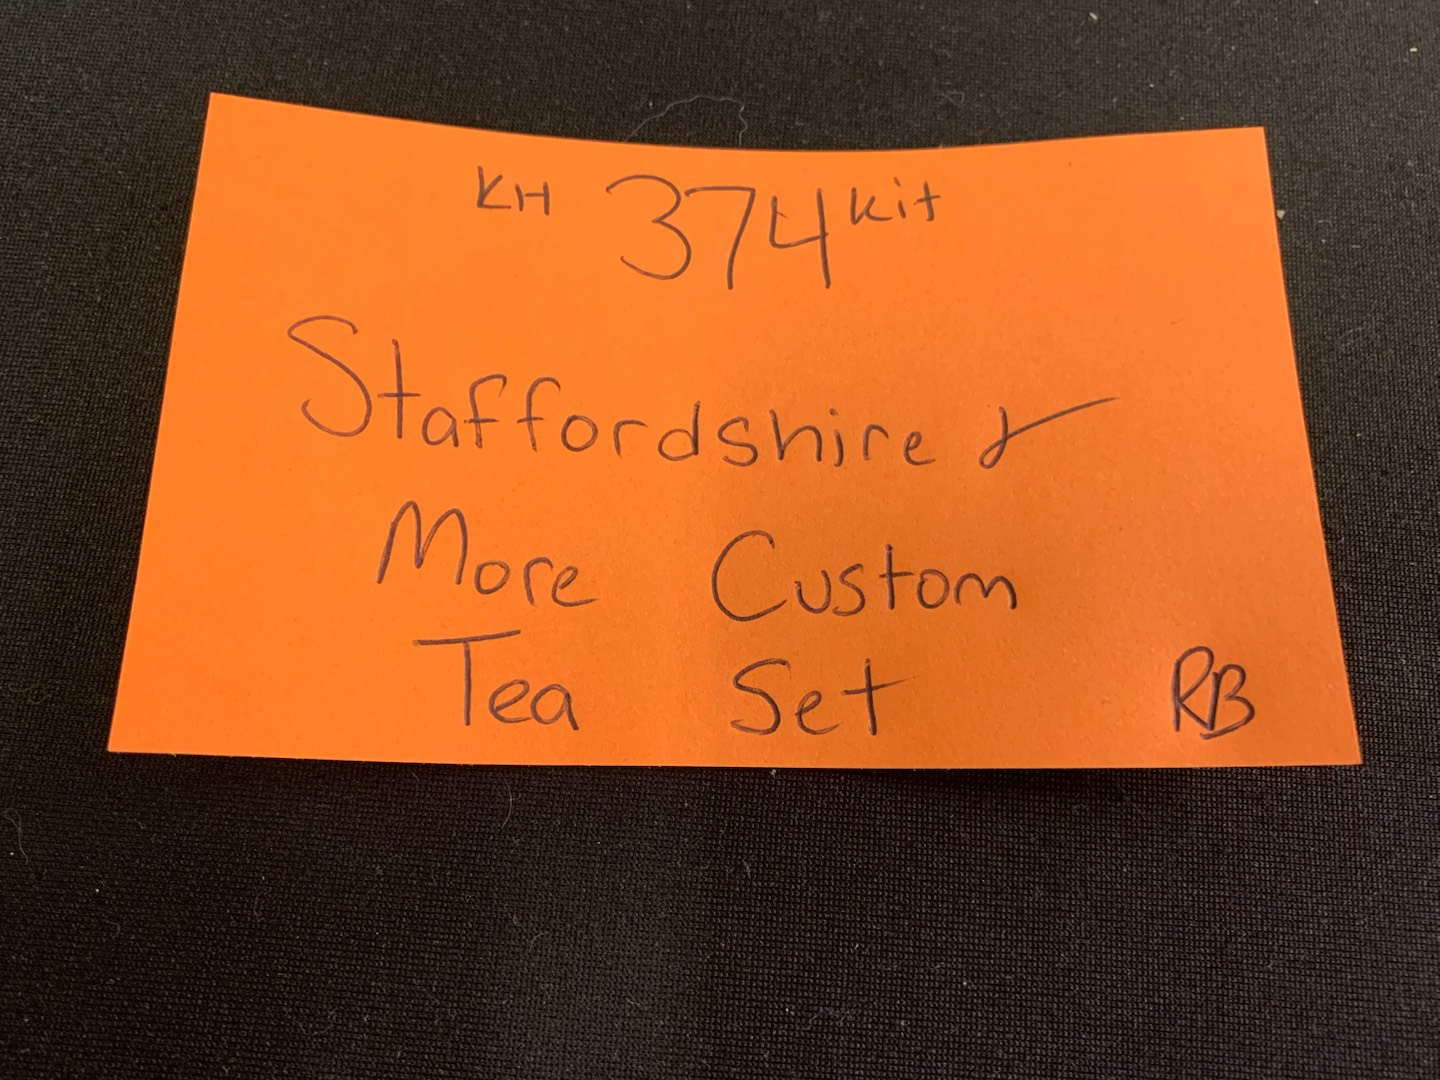 KH 374 Kit
Staffordshire &
More Custom
Tea Set RB